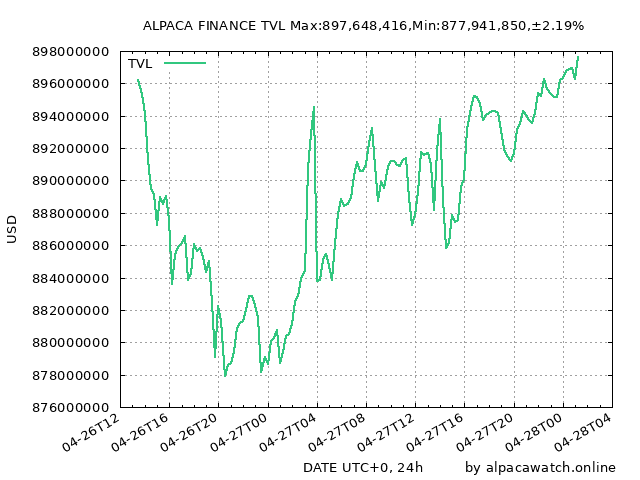 ALPACA FINANCE TVL Max:897,648,416,Min:877,941,850,±2.19%
TVL
898000000
896000000
894000000
892000000
890000000
888000000
886000000
884000000
882000000
880000000
878000000
876000000
USD
04-26T12
04-26T16
04-26T20
04-27T00
04-27T04
04-27T08
04-27T12
04-27T16
04-27T20
04-28T00
04-28T04
DATE UTC+0, 24h
by alpacawatch.online